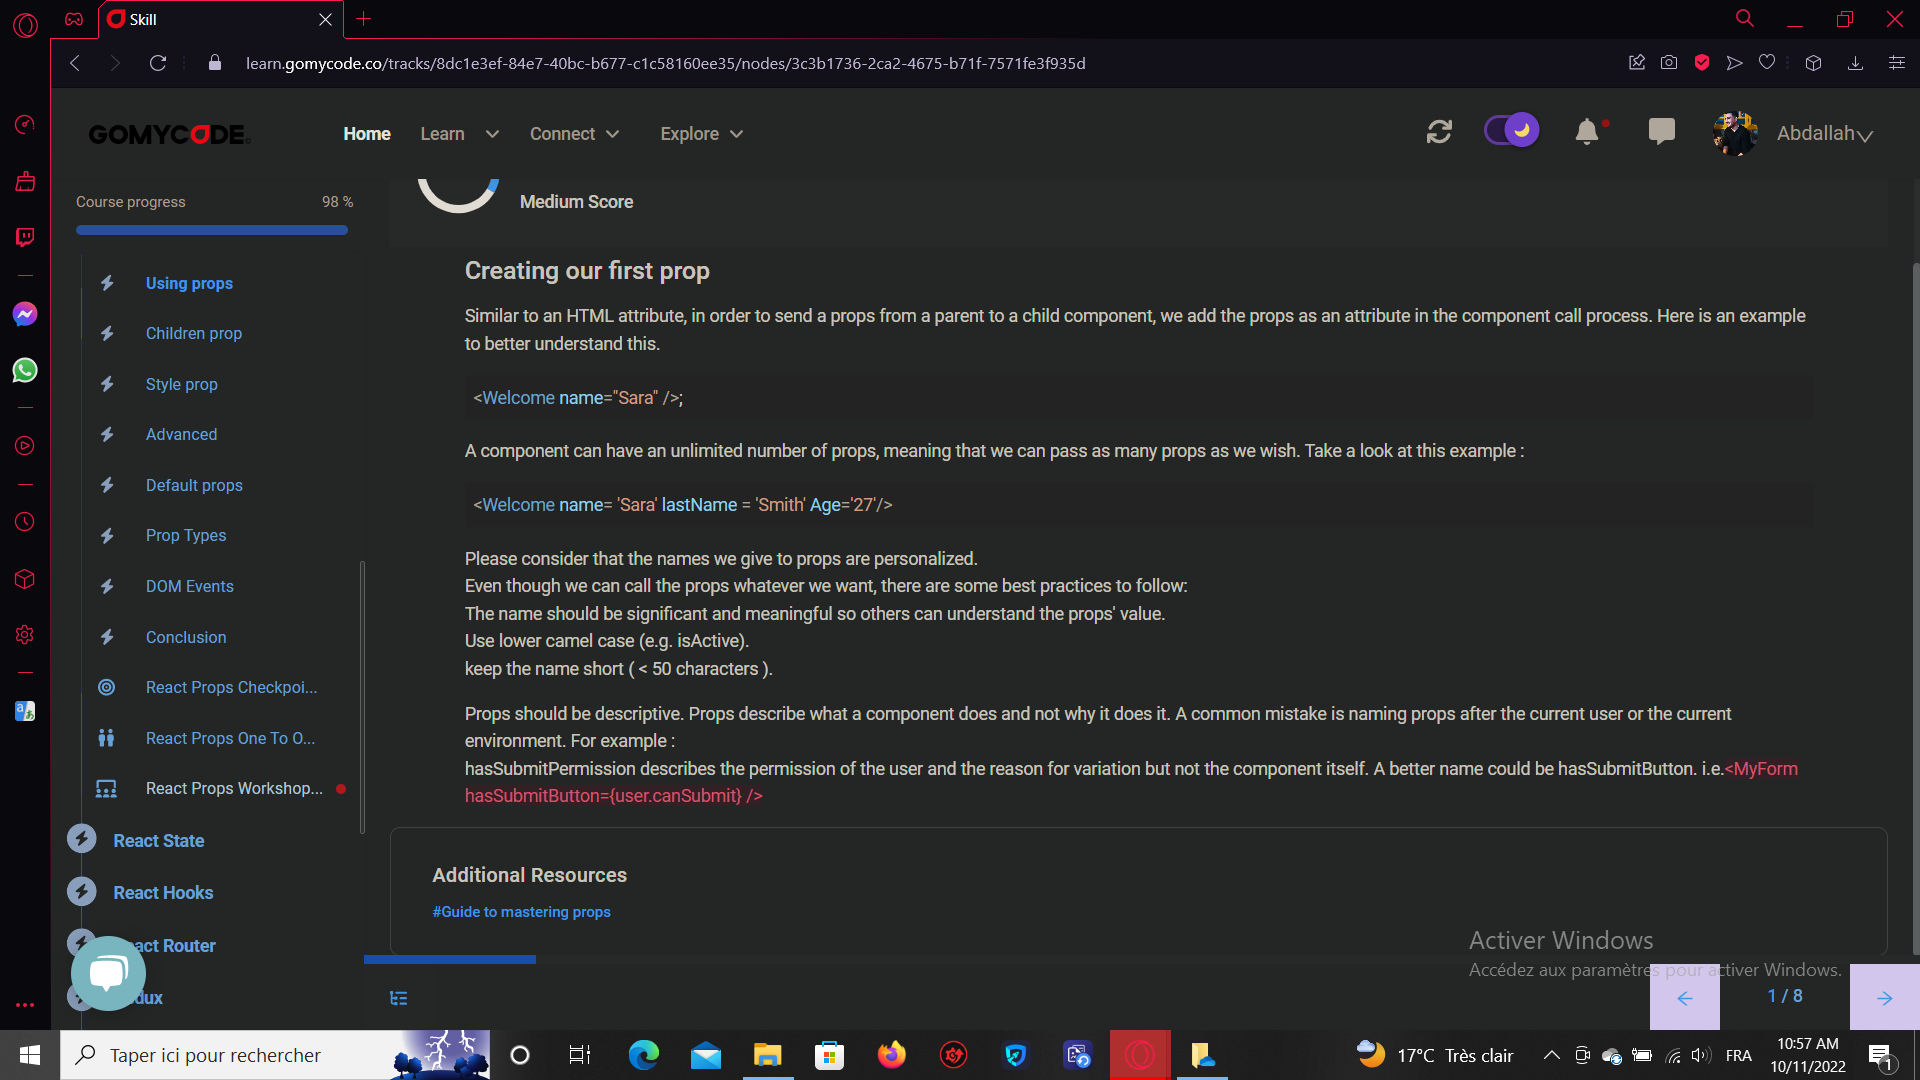 Skill
learn.gomycode.co/tracks/8dc1e3ef-84e7-40bc-b677-c1c58160ee35/nodes/3c3b1736-2ca2-4675-b71f-7571fe3f935d
GOMYCODE
Home
Learn
Connect
Explore
Abdallah
Course progress
98 %
Using props
Children prop
Style prop
Advanced
Default props
Prop Types
DOM Events
Conclusion
React Props Checkpoi...
React Props One To O...
React Props Workshop...
React State
React Hooks
act Router
dux
Medium Score
Creating our first prop
Similar to an HTML attribute, in order to send a props from a parent to a child component, we add the props as an attribute in the component call process. Here is an example
to better understand this.
<Welcome name="Sara" />;
A component can have an unlimited number of props, meaning that we can pass as many props as we wish. Take a look at this example :
<Welcome name= 'Sara' lastName = 'Smith' Age='27'/>
Please consider that the names we give to props are personalized.
Even though we can call the props whatever we want, there are some best practices to follow:
The name should be significant and meaningful so others can understand the props' value.
Use lower camel case (e.g. isActive).
keep the name short ( < 50 characters ).
Props should be descriptive. Props describe what a component does and not why it does it. A common mistake is naming props after the current user or the current
environment. For example :
hasSubmitPermission describes the permission of the user and the reason for variation but not the component itself. A better name could be hasSubmitButton. i.e.<MyForm
hasSubmitButton={user.canSubmit} />
Additional Resources
#Guide to mastering props
Activer Windows
Accédez aux paramètres pour activer Windows.
1 / 8
Taper ici pour rechercher
17°C Très clair
FRA
10:57 AM
10/11/2022
1